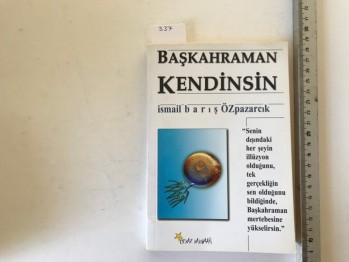 337
BAŞKAHRAMAN
KENDİNSİN
ismail b a r ı ş ÖZpazarcık
"Senin
dışındaki
her şeyin
illüzyon
olduğunu,
tek
gerçekliğin
sen olduğunu
bildiğinde,
Başkahraman
mertebesine
yükselirsin."